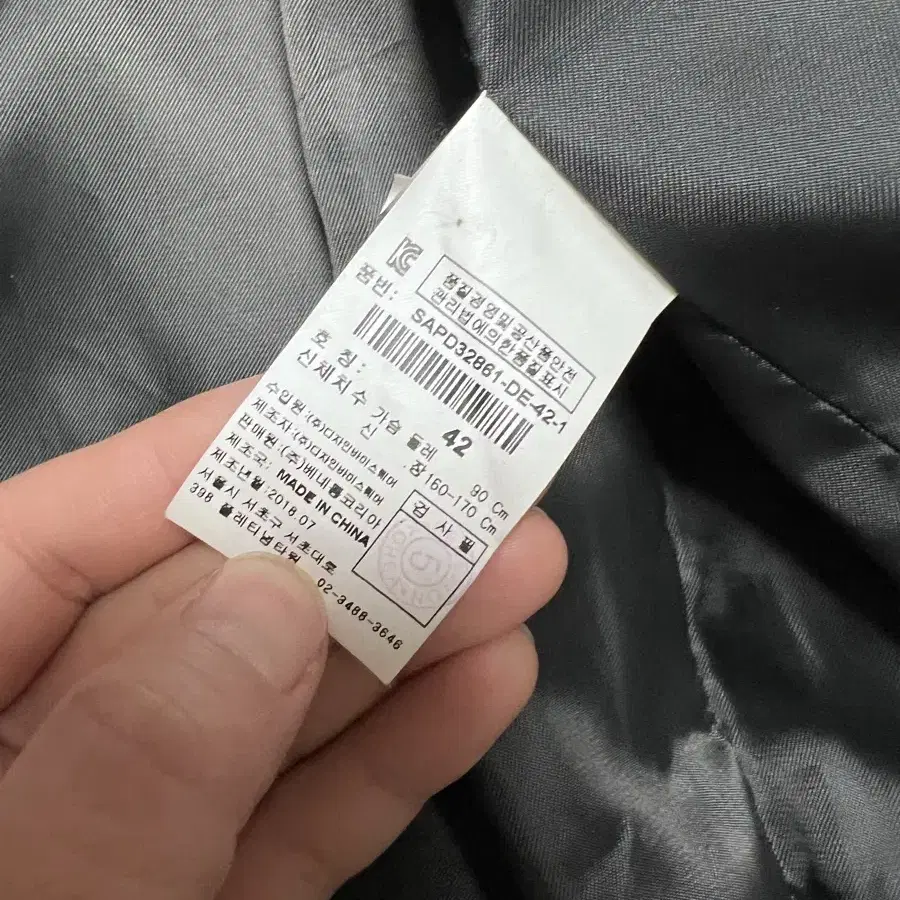 품질경영및공산품안전
관리법에의한품질표시
품번: SAPD32861-DE-42-1
호 칭: 42
신체치수 가슴 둘레 90 Cm
신 장 160-170 Cm
수입원:(주)디자인바이스퀘어
제조자:(주)디자인바이스퀘어
판매원:(주)베네통코리아
제조국: MADE IN CHINA
제조년월:2018.07
서울시 서초구 서초대로
398 플래티넘타워
02-3488-3646
검 사 필